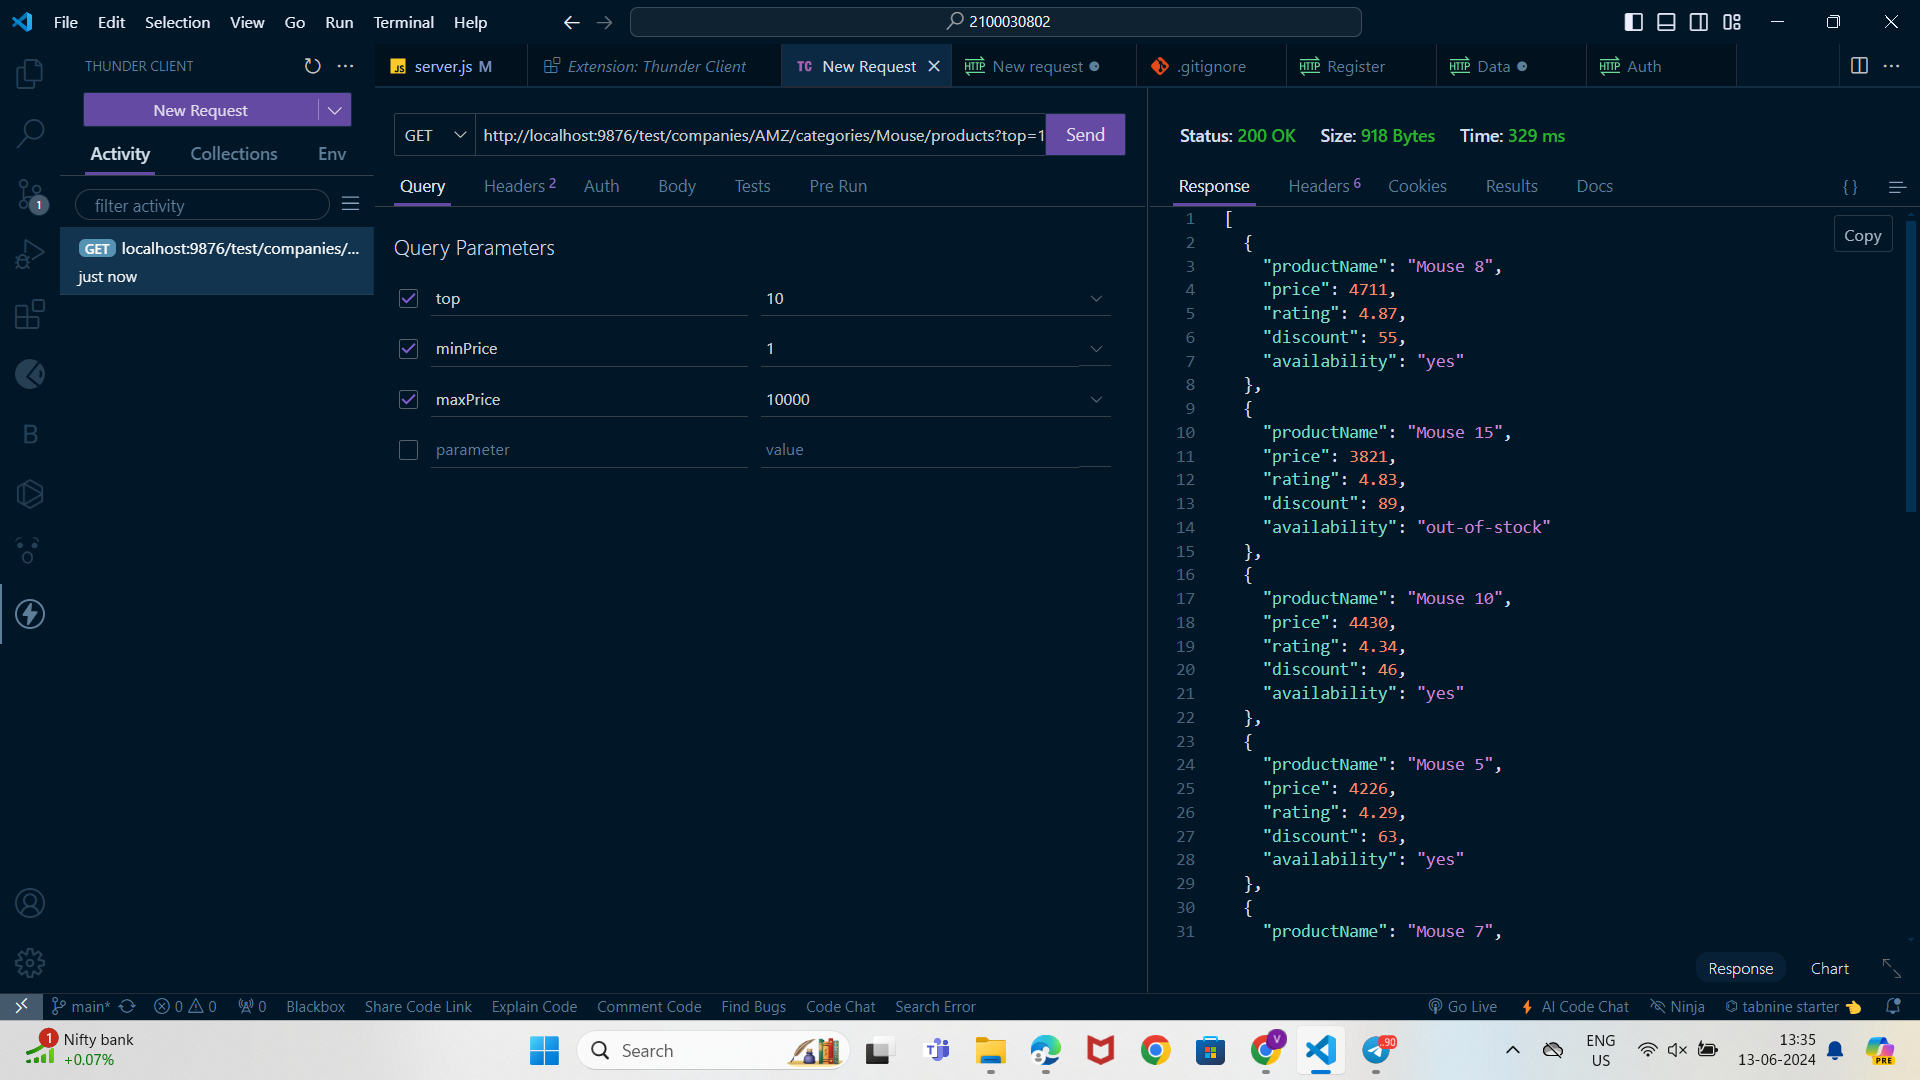 File Edit Selection View Go Run Terminal Help
2100030802
THUNDER CLIENT
New Request
Activity Collections Env
filter activity
1
GET localhost:9876/test/companies/...
just now
JS server.js M
Extension: Thunder Client
TC New Request
HTTP New request
.gitignore
HTTP Register
HTTP Data
HTTP Auth
GET http://localhost:9876/test/companies/AMZ/categories/Mouse/products?top=1 Send
Query Headers 2 Auth Body Tests Pre Run
Query Parameters
top 10
minPrice 1
maxPrice 10000
parameter value
Status: 200 OK Size: 918 Bytes Time: 329 ms
Response Headers 6 Cookies Results Docs { }
Copy
1 [
2 {
3 "productName": "Mouse 8",
4 "price": 4711,
5 "rating": 4.87,
6 "discount": 55,
7 "availability": "yes"
8 },
9 {
10 "productName": "Mouse 15",
11 "price": 3821,
12 "rating": 4.83,
13 "discount": 89,
14 "availability": "out-of-stock"
15 },
16 {
17 "productName": "Mouse 10",
18 "price": 4430,
19 "rating": 4.34,
20 "discount": 46,
21 "availability": "yes"
22 },
23 {
24 "productName": "Mouse 5",
25 "price": 4226,
26 "rating": 4.29,
27 "discount": 63,
28 "availability": "yes"
29 },
30 {
31 "productName": "Mouse 7",
Response Chart
main* 0 0 0 Blackbox Share Code Link Explain Code Comment Code Find Bugs Code Chat Search Error Go Live AI Code Chat Ninja tabnine starter
1 Nifty bank
+0.07%
Search
V
90
ENG
US
13:35
13-06-2024
PRE